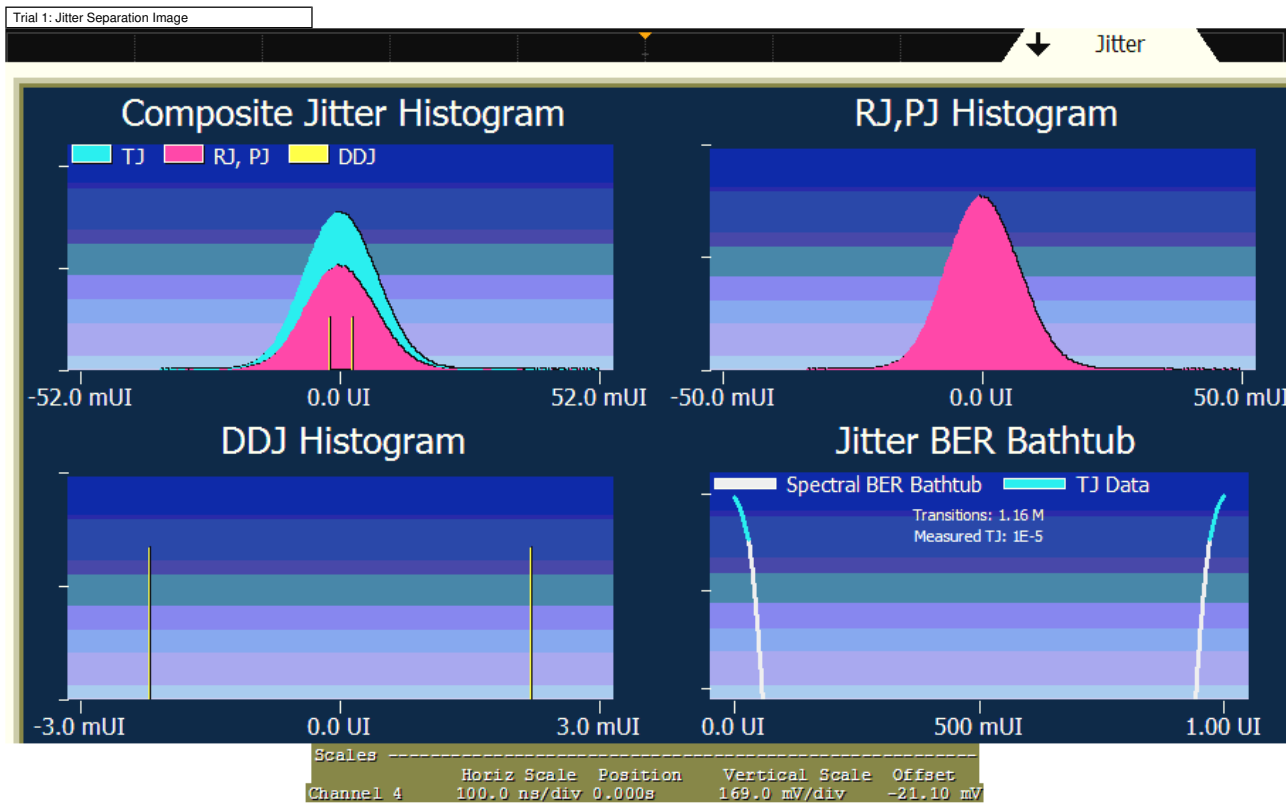 Trial 1: Jitter Separation Image
Jitter
Composite Jitter Histogram
TJ RJ, PJ DDJ
-52.0 mUI 0.0 UI 52.0 mUI
RJ,PJ Histogram
-50.0 mUI 0.0 UI 50.0 mUI
DDJ Histogram
-3.0 mUI 0.0 UI 3.0 mUI
Jitter BER Bathtub
Spectral BER Bathtub TJ Data
Transitions: 1.16 M
Measured TJ: 1E-5
0.0 UI 500 mUI 1.00 UI
Scales --------------------------------------------------------
Horiz Scale Position Vertical Scale Offset
Channel 4 100.0 ns/div 0.000s 169.0 mV/div -21.10 mV